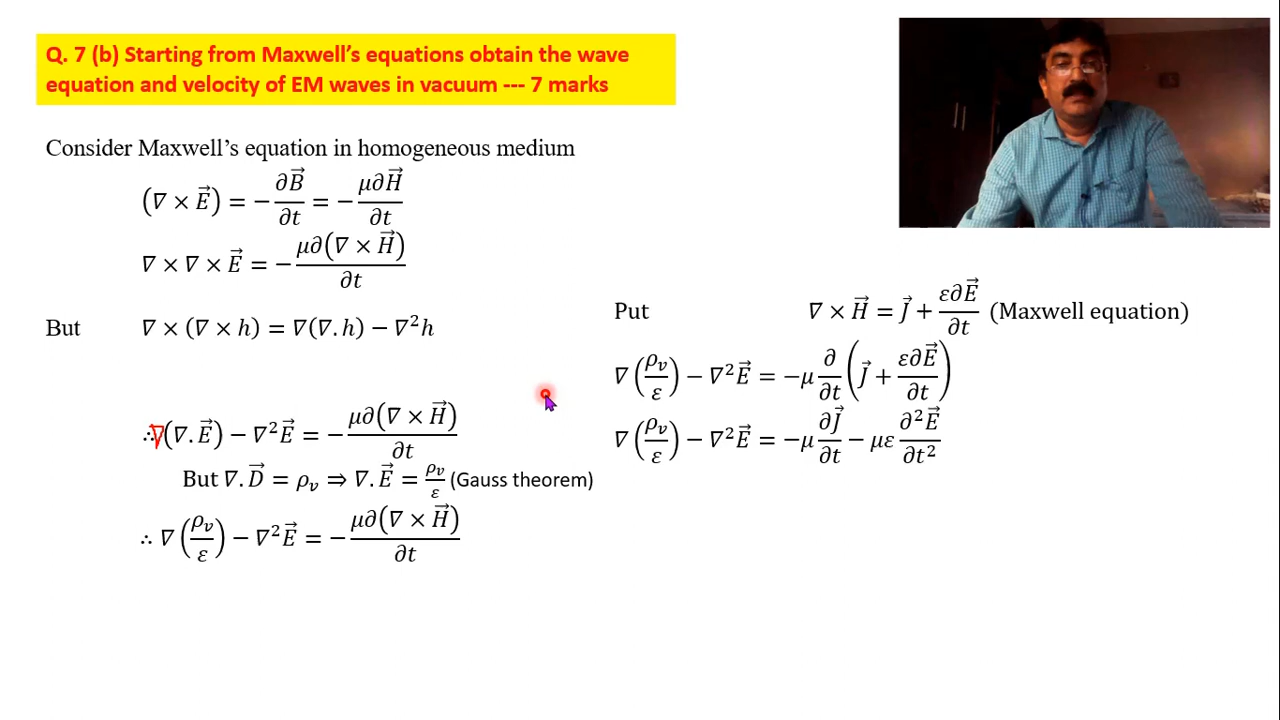 Q. 7 (b) Starting from Maxwell’s equations obtain the wave
equation and velocity of EM waves in vacuum --- 7 marks
Consider Maxwell’s equation in homogeneous medium
(∇ × E⃗) = −∂B⃗/∂t = −μ∂H⃗/∂t
∇ × ∇ × E⃗ = −μ∂(∇ × H⃗)/∂t
But ∇ × (∇ × h) = ∇(∇.h) − ∇²h
∴∇(∇.E⃗) − ∇²E⃗ = −μ∂(∇ × H⃗)/∂t
But ∇.D⃗ = ρᵥ ⇒ ∇.E⃗ = ρᵥ/ε (Gauss theorem)
∴ ∇(ρᵥ/ε) − ∇²E⃗ = −μ∂(∇ × H⃗)/∂t
Put ∇ × H⃗ = J⃗ + ε∂E⃗/∂t (Maxwell equation)
∇(ρᵥ/ε) − ∇²E⃗ = −μ ∂/∂t (J⃗ + ε∂E⃗/∂t)
∇(ρᵥ/ε) − ∇²E⃗ = −μ ∂J⃗/∂t − με ∂²E⃗/∂t²